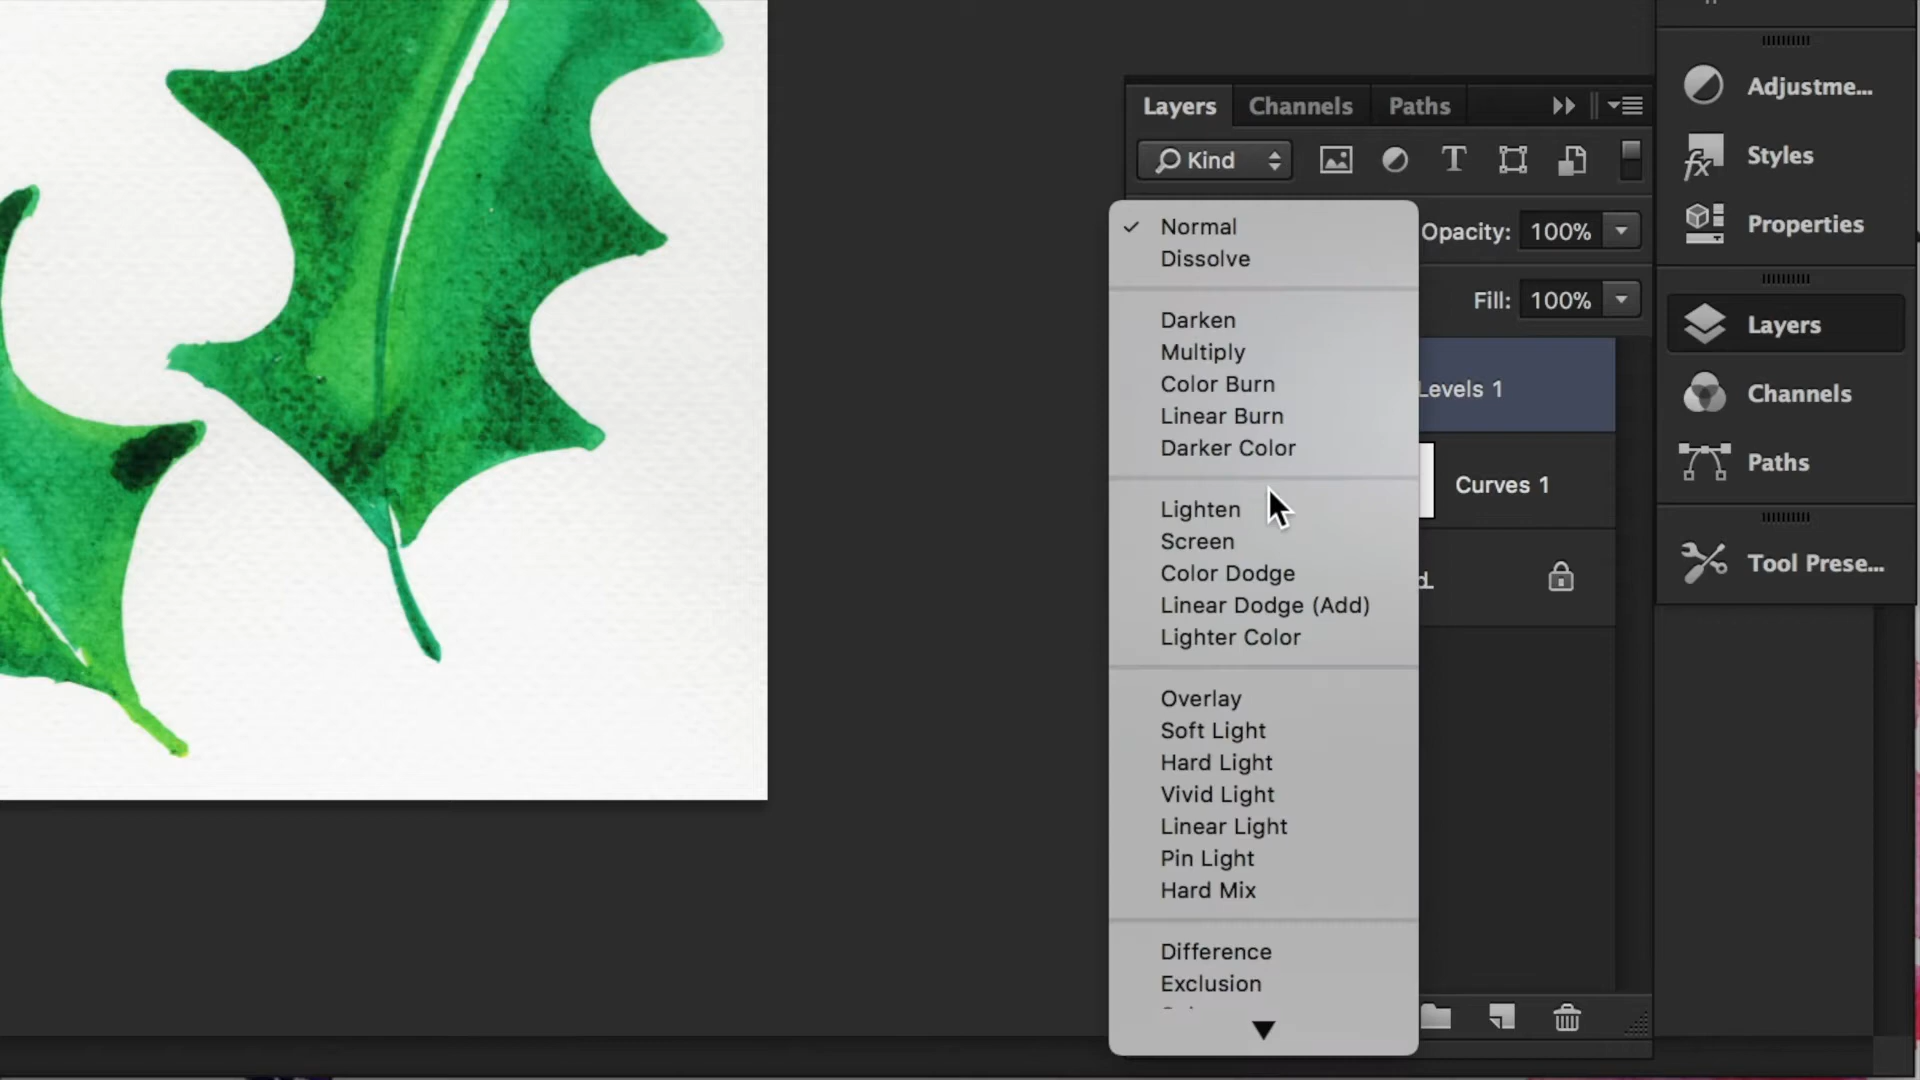 Layers Channels Paths
Kind
Normal
Dissolve
Darken
Multiply
Color Burn
Linear Burn
Darker Color
Lighten
Screen
Color Dodge
Linear Dodge (Add)
Lighter Color
Overlay
Soft Light
Hard Light
Vivid Light
Linear Light
Pin Light
Hard Mix
Difference
Exclusion
Opacity: 100%
Fill: 100%
Levels 1
Curves 1
Adjustme...
Styles
Properties
Layers
Channels
Paths
Tool Prese...